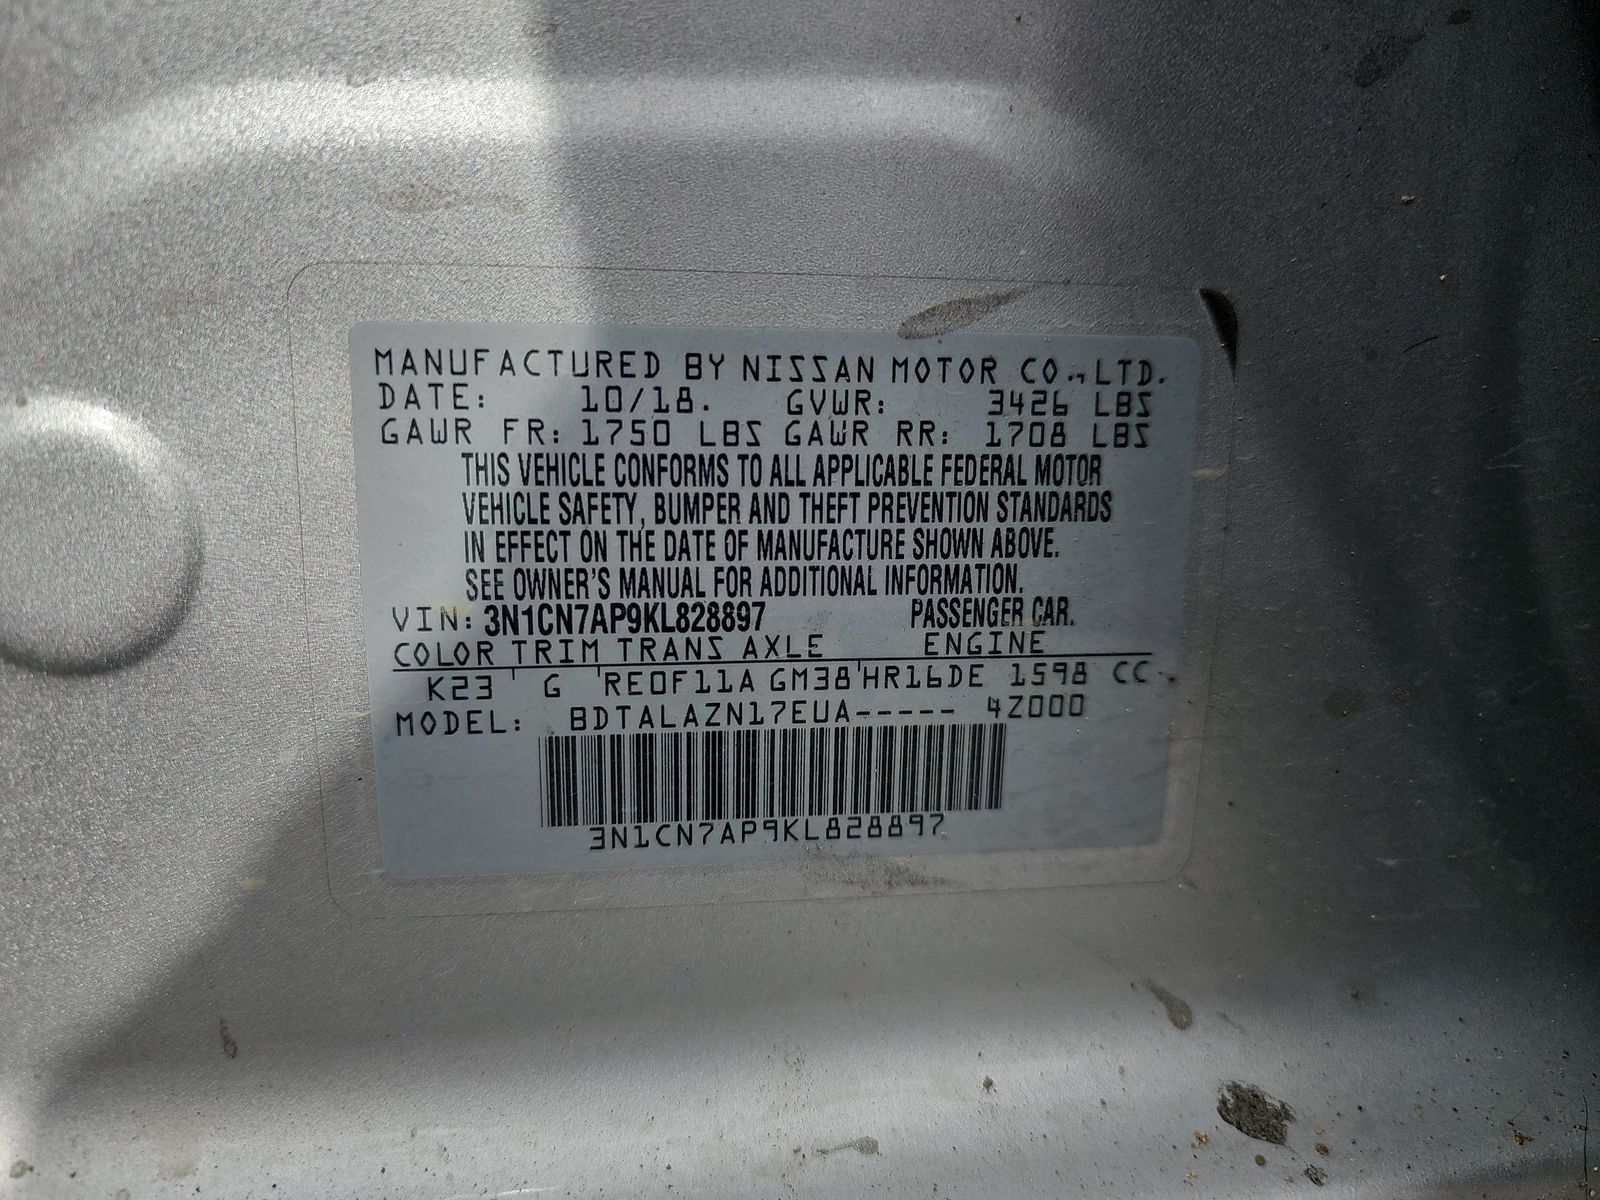 MANUFACTURED BY NISSAN MOTOR CO., LTD.
DATE: 10/18. GVWR: 3426 LBS
GAWR FR: 1750 LBS GAWR RR: 1708 LBS
THIS VEHICLE CONFORMS TO ALL APPLICABLE FEDERAL MOTOR
VEHICLE SAFETY, BUMPER AND THEFT PREVENTION STANDARDS
IN EFFECT ON THE DATE OF MANUFACTURE SHOWN ABOVE.
SEE OWNER'S MANUAL FOR ADDITIONAL INFORMATION.
VIN: 3N1CN7AP9KL828897 PASSENGER CAR.
COLOR TRIM TRANS AXLE ENGINE
K23 ' G 'RE0F11A GM38'HR16DE 1598 CC
MODEL: BDTALAZN17EUA----- 4Z000
3N1CN7AP9KL828897